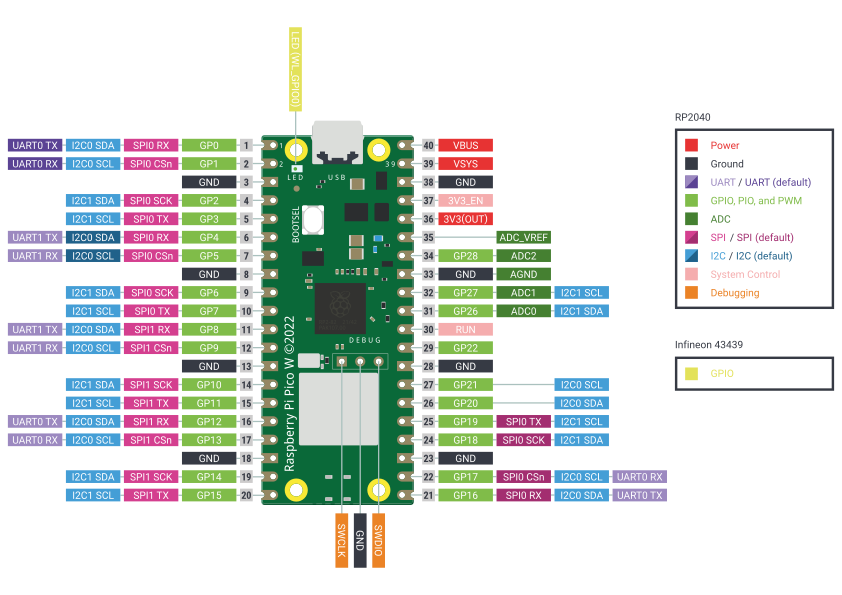 LED (WL_GPIO0)
RP2040
UART0 TX I2C0 SDA SPI0 RX GP0 1 1 40 VBUS Power
UART0 RX I2C0 SCL SPI0 CSn GP1 2 2 39 39 VSYS Ground
GND 3 LED USB 38 GND UART / UART (default)
I2C1 SDA SPI0 SCK GP2 4 37 3V3_EN GPIO, PIO, and PWM
I2C1 SCL SPI0 TX GP3 5 BOOTSEL 36 3V3(OUT) ADC
UART1 TX I2C0 SDA SPI0 RX GP4 6 35 ADC_VREF SPI / SPI (default)
UART1 RX I2C0 SCL SPI0 CSn GP5 7 34 GP28 ADC2 I2C / I2C (default)
GND 8 33 GND AGND System Control
I2C1 SDA SPI0 SCK GP6 9 32 GP27 ADC1 I2C1 SCL Debugging
I2C1 SCL SPI0 TX GP7 10 31 GP26 ADC0 I2C1 SDA
UART1 TX I2C0 SDA SPI1 RX GP8 11 30 RUN
DEBUG
UART1 RX I2C0 SCL SPI1 CSn GP9 12 29 GP22 Infineon 43439
GND 13 28 GND GPIO
I2C1 SDA SPI1 SCK GP10 14 27 GP21 I2C0 SCL
I2C1 SCL SPI1 TX GP11 15 26 GP20 I2C0 SDA
UART0 TX I2C0 SDA SPI1 RX GP12 16 25 GP19 SPI0 TX I2C1 SCL
UART0 RX I2C0 SCL SPI1 CSn GP13 17 24 GP18 SPI0 SCK I2C1 SDA
GND 18 23 GND
I2C1 SDA SPI1 SCK GP14 19 22 GP17 SPI0 CSn I2C0 SCL UART0 RX
I2C1 SCL SPI1 TX GP15 20 21 GP16 SPI0 RX I2C0 SDA UART0 TX
Raspberry Pi Pico W ©2022
SWCLK GND SWDIO